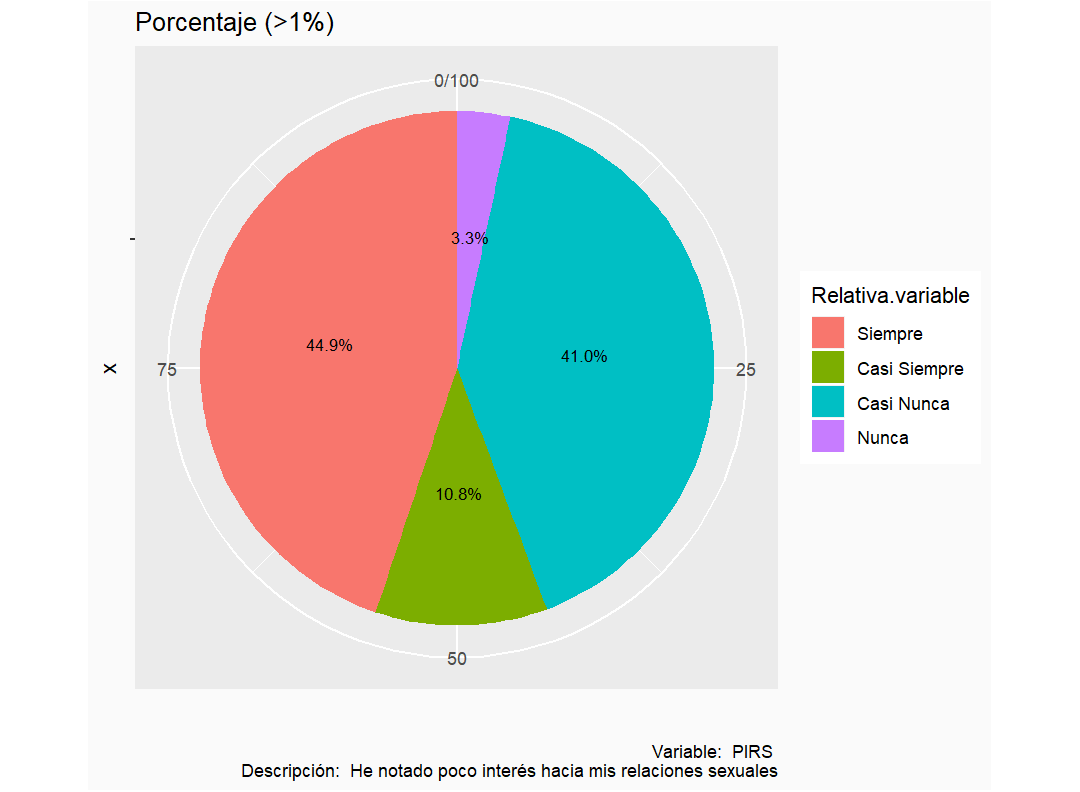 Porcentaje (>1%)
0/100
3.3%
44.9%
41.0%
x
75
25
10.8%
50
Relativa.variable
Siempre
Casi Siempre
Casi Nunca
Nunca
Variable:  PIRS
Descripción:  He notado poco interés hacia mis relaciones sexuales